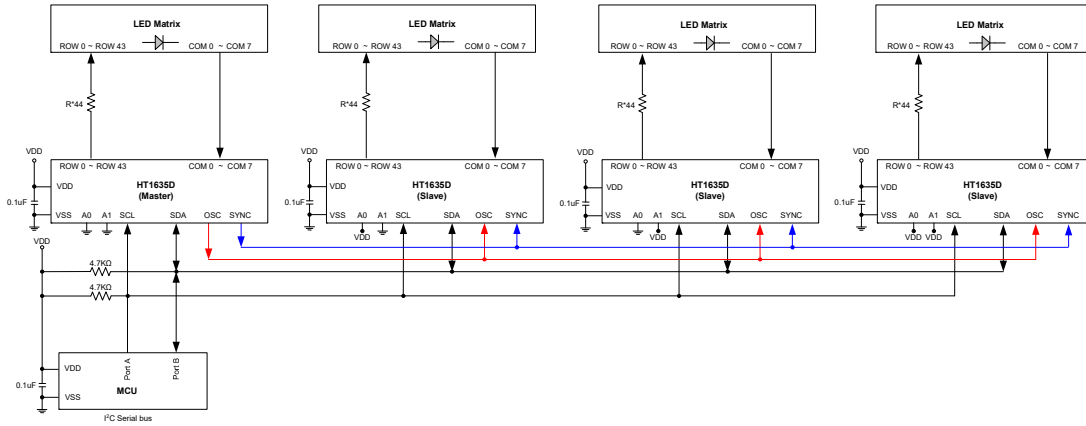 LED Matrix
ROW 0 ~ ROW 43 COM 0 ~ COM 7
LED Matrix
ROW 0 ~ ROW 43 COM 0 ~ COM 7
LED Matrix
ROW 0 ~ ROW 43 COM 0 ~ COM 7
LED Matrix
ROW 0 ~ ROW 43 COM 0 ~ COM 7
R*44
R*44
R*44
R*44
VDD
ROW 0 ~ ROW 43 COM 0 ~ COM 7
VDD
HT1635D
(Master)
0.1uF
VSS A0 A1 SCL SDA OSC SYNC
VDD
ROW 0 ~ ROW 43 COM 0 ~ COM 7
VDD
HT1635D
(Slave)
0.1uF
VSS A0 A1 SCL SDA OSC SYNC
VDD
VDD
ROW 0 ~ ROW 43 COM 0 ~ COM 7
VDD
HT1635D
(Slave)
0.1uF
VSS A0 A1 SCL SDA OSC SYNC
VDD
VDD
ROW 0 ~ ROW 43 COM 0 ~ COM 7
VDD
HT1635D
(Slave)
0.1uF
VSS A0 A1 SCL SDA OSC SYNC
VDD VDD
VDD
4.7KΩ
4.7KΩ
VDD
Port A
Port B
0.1uF
MCU
VSS
I²C Serial bus